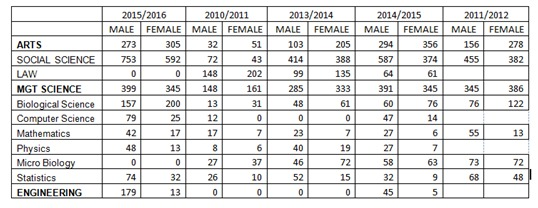 2015/2016 2010/2011 2013/2014 2014/2015 2011/2012
MALE FEMALE MALE FEMALE MALE FEMALE MALE FEMALE MALE FEMALE
ARTS 273 305 32 51 103 205 294 356 156 278
SOCIAL SCIENCE 753 592 72 43 414 388 587 374 455 382
LAW 0 0 148 202 99 135 64 61
MGT SCIENCE 399 345 148 161 285 333 391 345 345 386
Biological Science 157 200 13 31 48 61 60 76 76 122
Computer Science 79 25 12 0 0 0 47 14
Mathematics 42 17 17 7 23 7 27 6 55 13
Physics 48 13 8 6 40 19 27 7
Micro Biology 0 0 27 37 46 72 58 63 73 72
Statistics 74 32 26 10 52 15 32 9 68 48
ENGINEERING 179 13 0 0 0 0 45 5